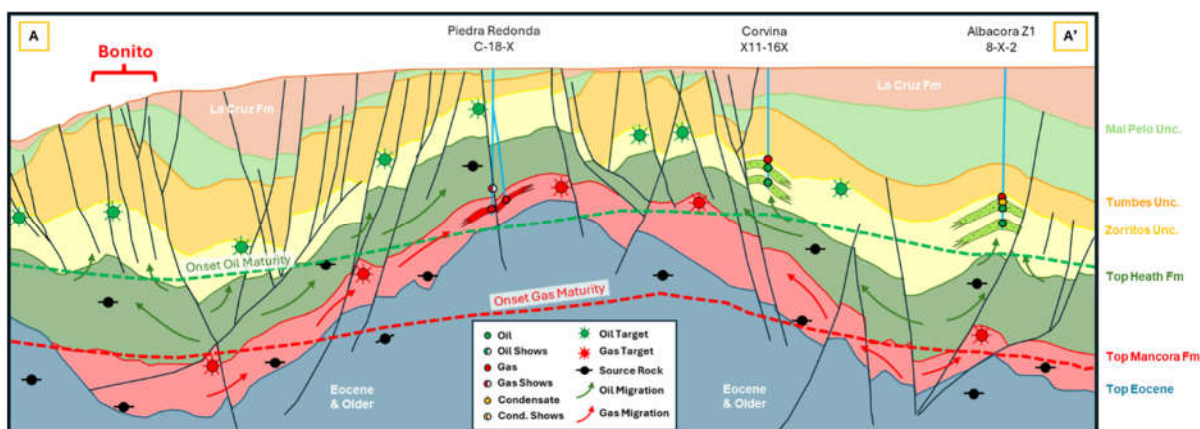 A
Bonito
Piedra Redonda
C-18-X
Corvina
X11-16X
Albacora Z1
8-X-2
A'
La Cruz Fm
La Cruz Fm
Mal Pelo Unc.
Tumbes Unc.
Zorritos Unc.
Top Heath Fm
Top Mancora Fm
Top Eocene
Onset Oil Maturity
Onset Gas Maturity
Eocene
& Older
Eocene
& Older
Oil
Oil Shows
Gas
Gas Shows
Condensate
Cond. Shows
Oil Target
Gas Target
Source Rock
Oil Migration
Gas Migration